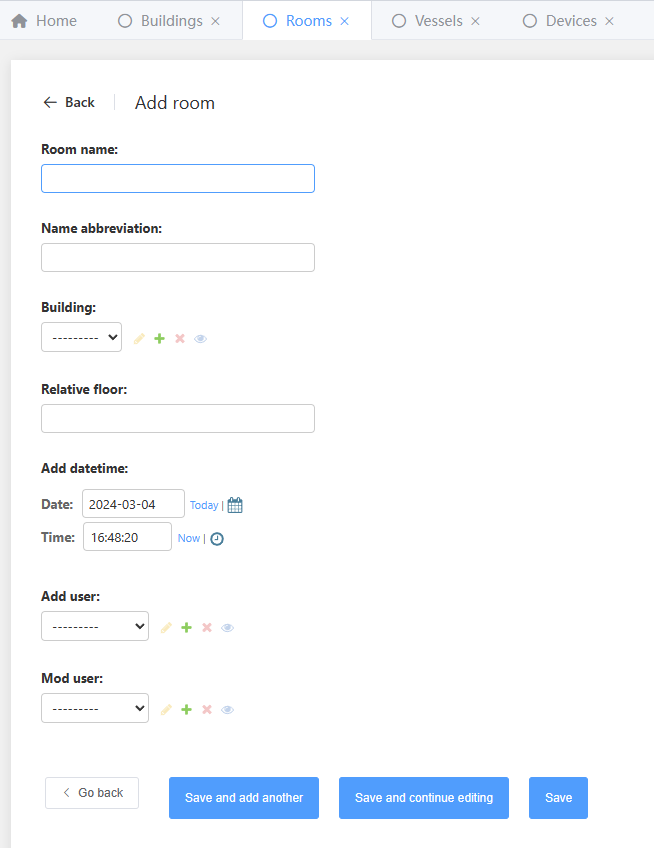 Home Buildings × Rooms × Vessels × Devices ×
← Back Add room
Room name:
Name abbreviation:
Building:
---------
Relative floor:
Add datetime:
Date: 2024-03-04 Today |
Time: 16:48:20 Now |
Add user:
---------
Mod user:
---------
Go back Save and add another Save and continue editing Save